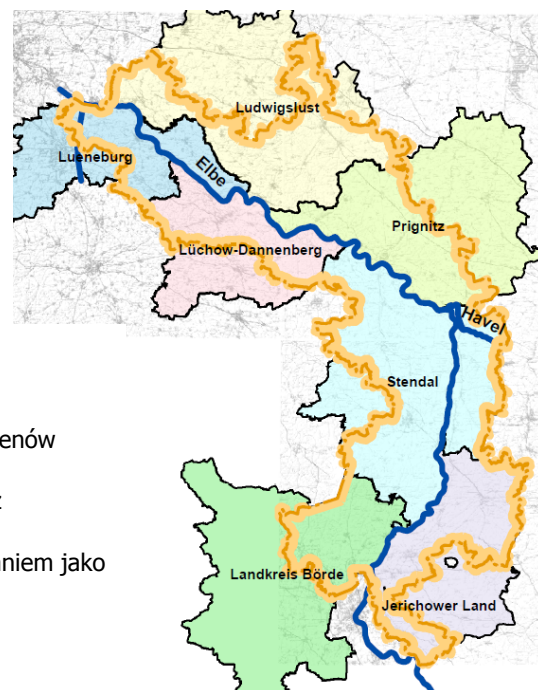 Ludwigslust
Lueneburg
Elbe
Prignitz
Lüchow-Dannenberg
Havel
Stendal
enów
z
niem jako
Landkreis Börde
Jerichower Land